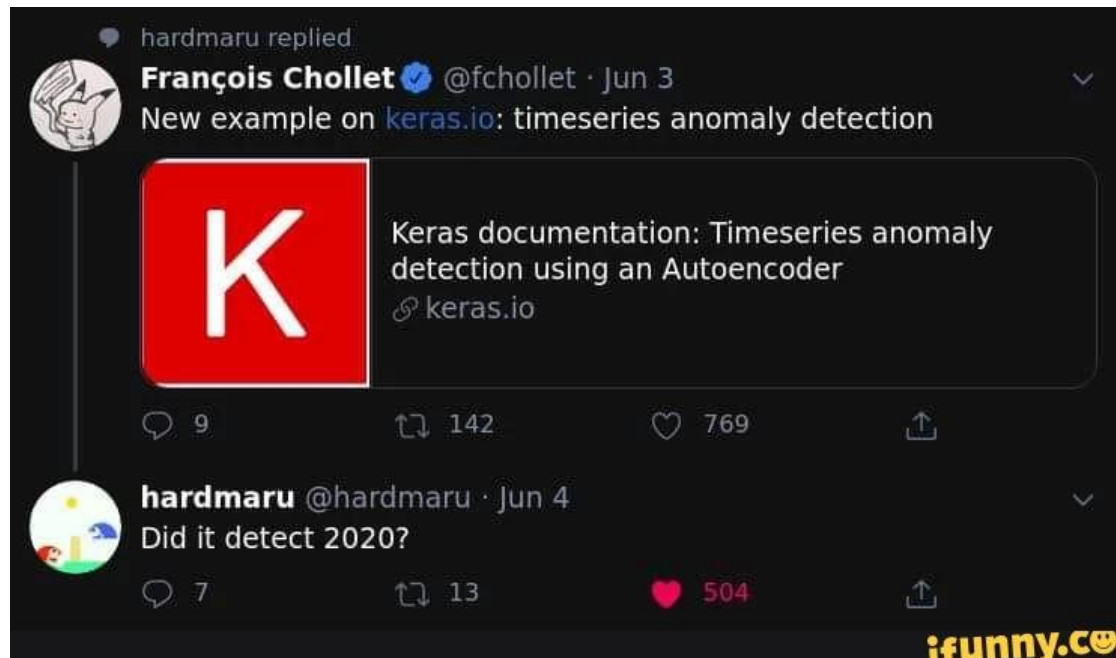 hardmaru replied
François Chollet @fchollet · Jun 3
New example on keras.io: timeseries anomaly detection
K
Keras documentation: Timeseries anomaly
detection using an Autoencoder
keras.io
9 142 769
hardmaru @hardmaru · Jun 4
Did it detect 2020?
7 13 504
ifunny.co